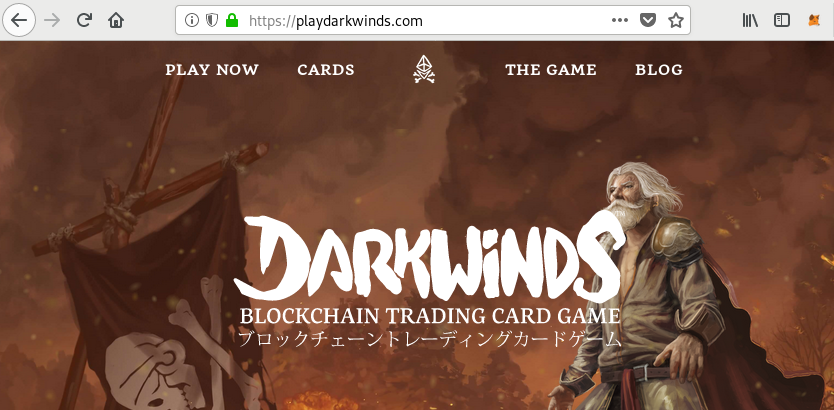 https://playdarkwinds.com
PLAY NOW CARDS THE GAME BLOG
DARKWINDS
BLOCKCHAIN TRADING CARD GAME
ブロックチェーントレーディングカードゲーム